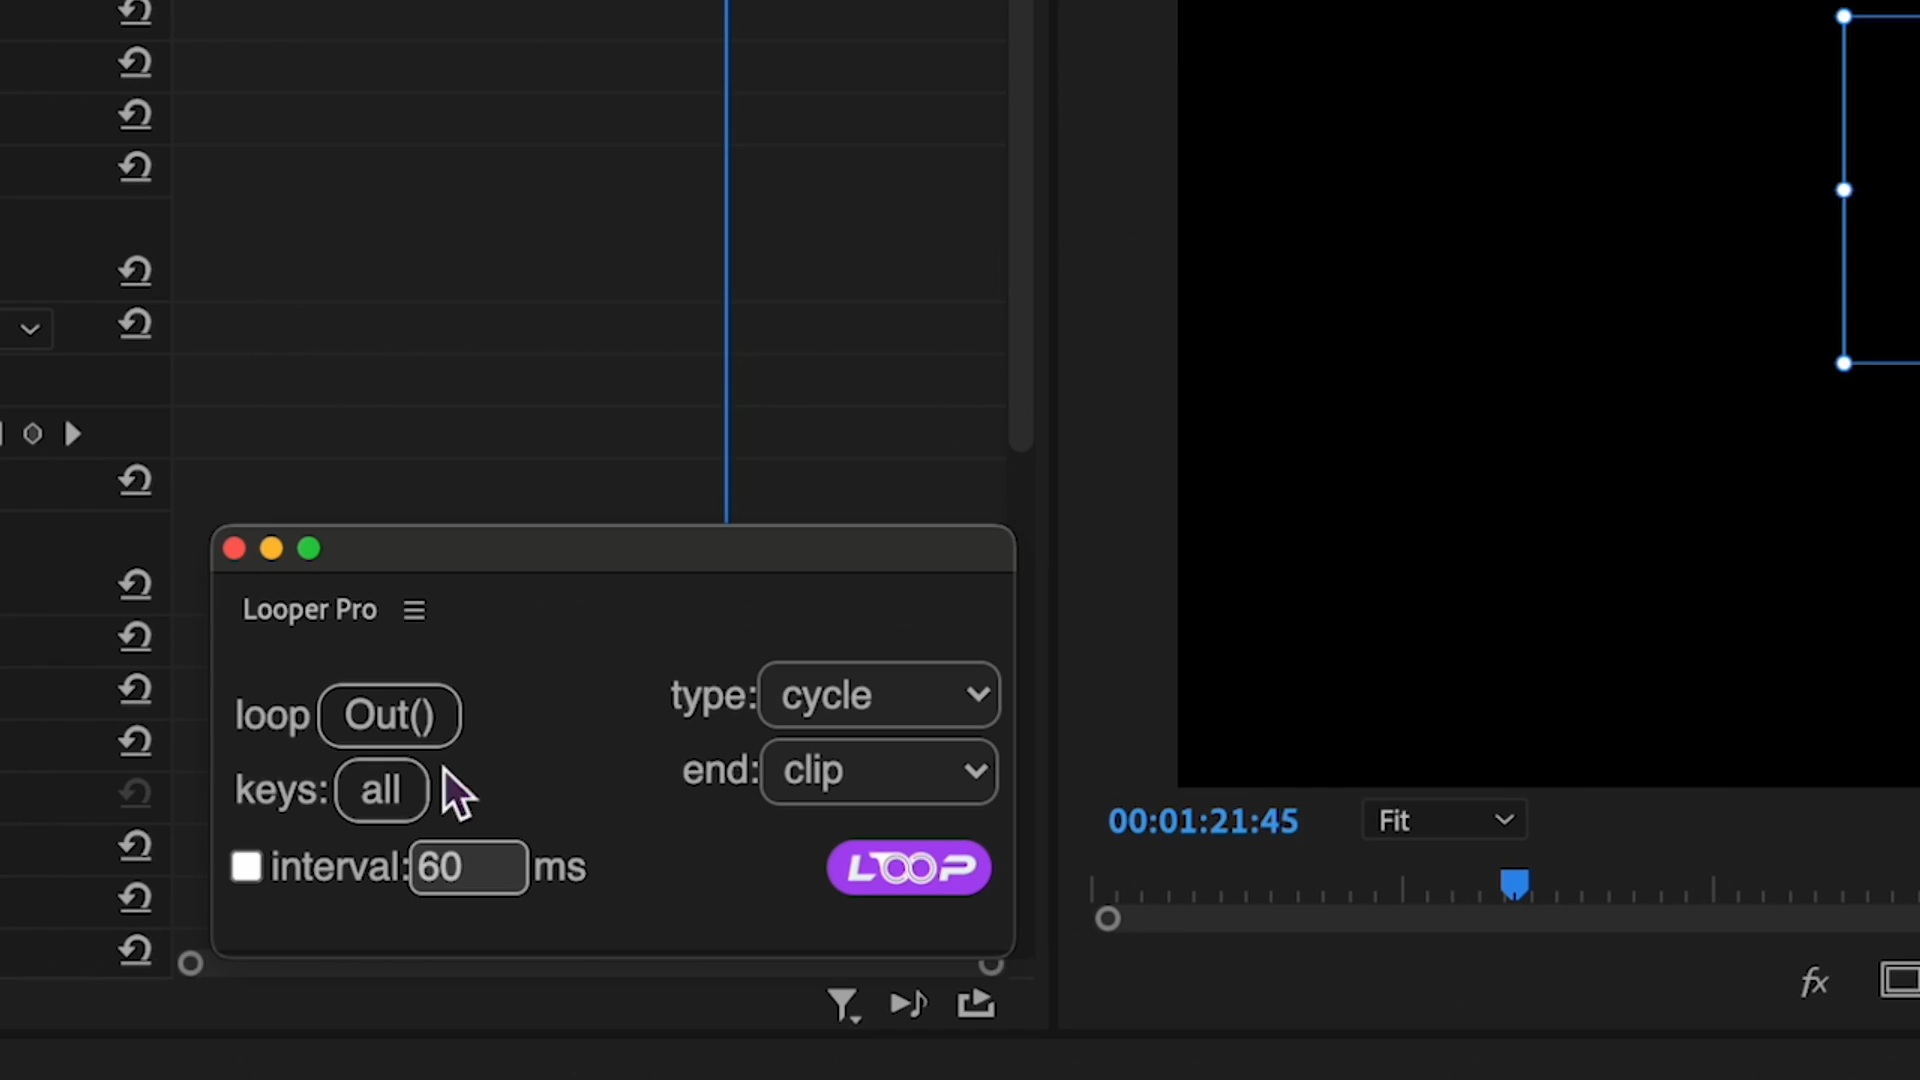 Looper Pro
loop Out()
type: cycle
keys: all
end: clip
interval: 60 ms
LOOP
00:01:21:45
Fit
fx